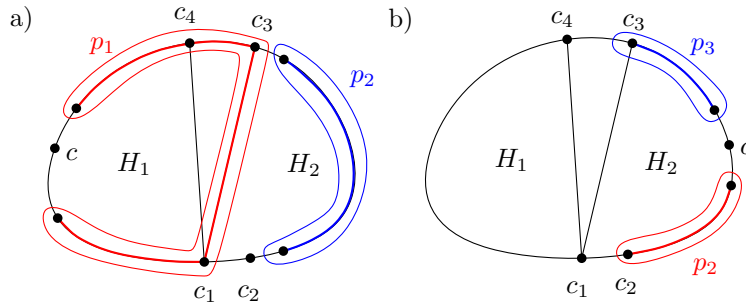 a)
p₁
c₄
c₃
p₂
c
H₁
H₂
c₁
c₂
b)
c₄
c₃
p₃
H₁
H₂
c₁
c₂
p₂